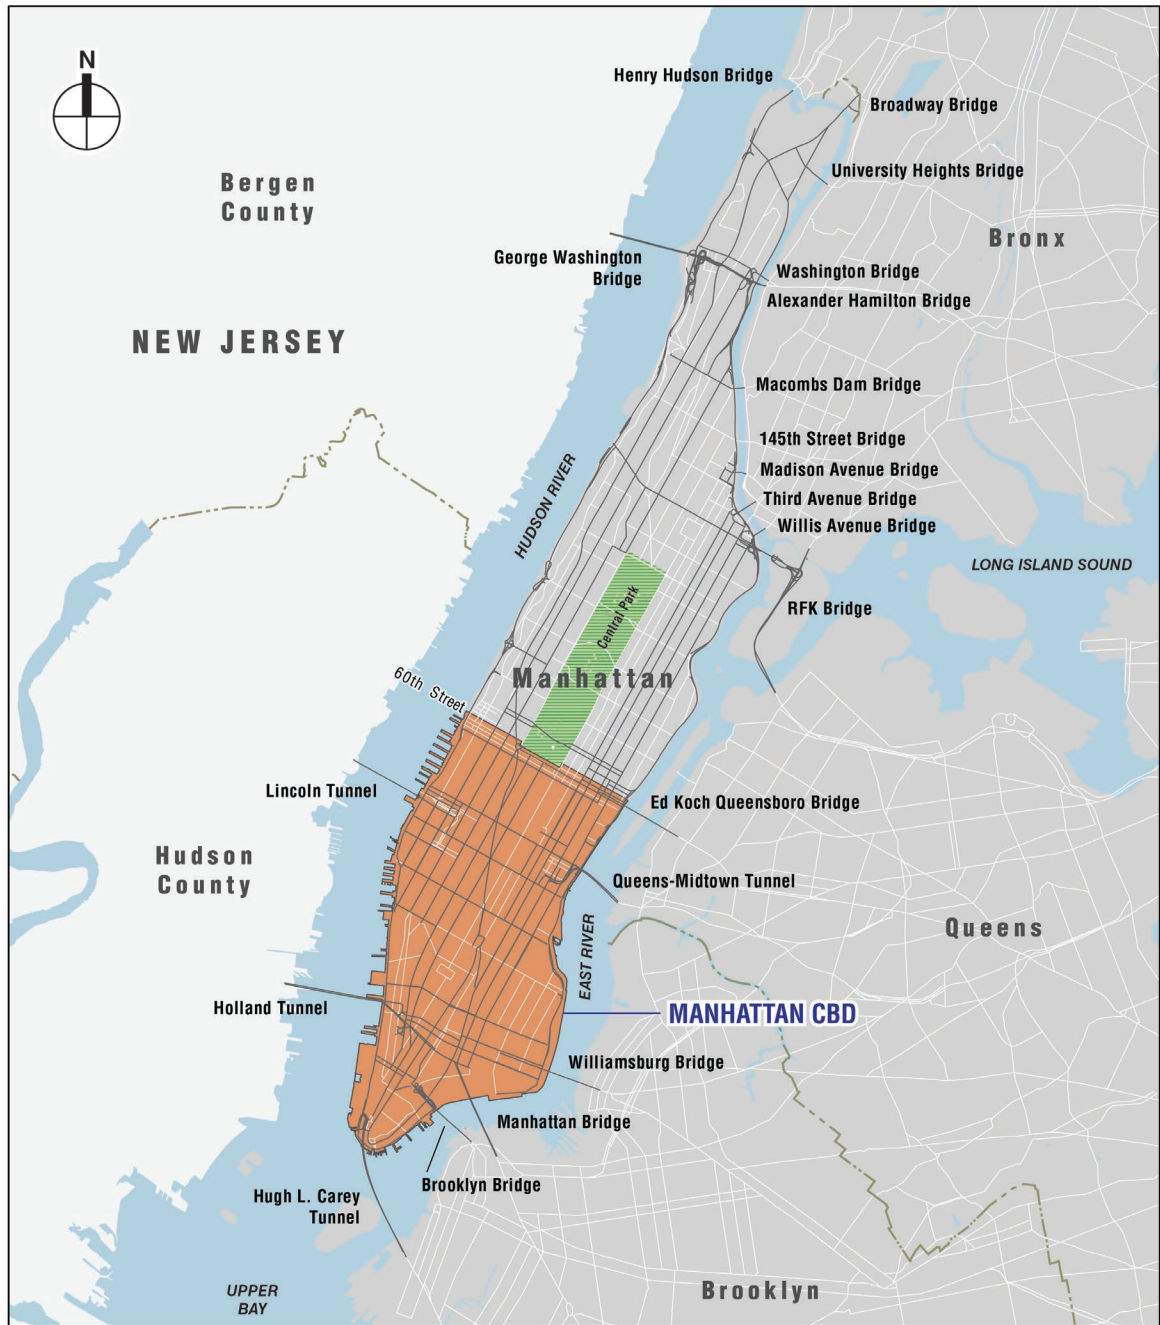 N
Henry Hudson Bridge
Broadway Bridge
Bergen
County
University Heights Bridge
Bronx
George Washington
Bridge
Washington Bridge
Alexander Hamilton Bridge
NEW JERSEY
Macombs Dam Bridge
145th Street Bridge
Madison Avenue Bridge
Third Avenue Bridge
Willis Avenue Bridge
HUDSON RIVER
LONG ISLAND SOUND
RFK Bridge
Central Park
Manhattan
60th Street
Lincoln Tunnel
Ed Koch Queensboro Bridge
Hudson
County
Queens-Midtown Tunnel
Queens
EAST RIVER
Holland Tunnel
MANHATTAN CBD
Williamsburg Bridge
Manhattan Bridge
Brooklyn Bridge
Hugh L. Carey
Tunnel
UPPER
BAY
Brooklyn